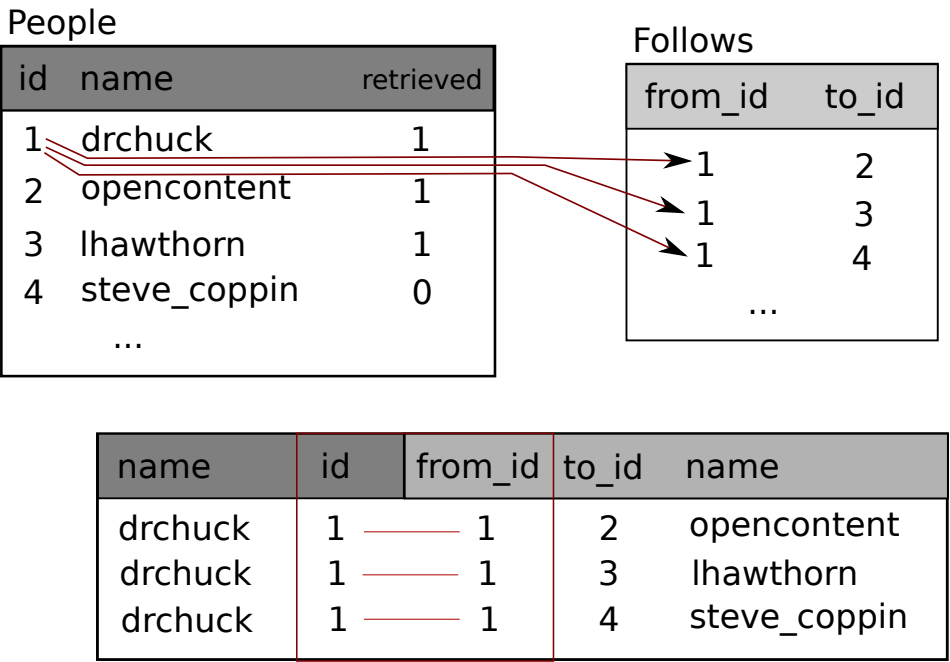 People
id name retrieved
1 drchuck 1
2 opencontent 1
3 lhawthorn 1
4 steve_coppin 0
...
Follows
from_id to_id
1 2
1 3
1 4
...
name id from_id to_id name
drchuck 1 1 2 opencontent
drchuck 1 1 3 lhawthorn
drchuck 1 1 4 steve_coppin